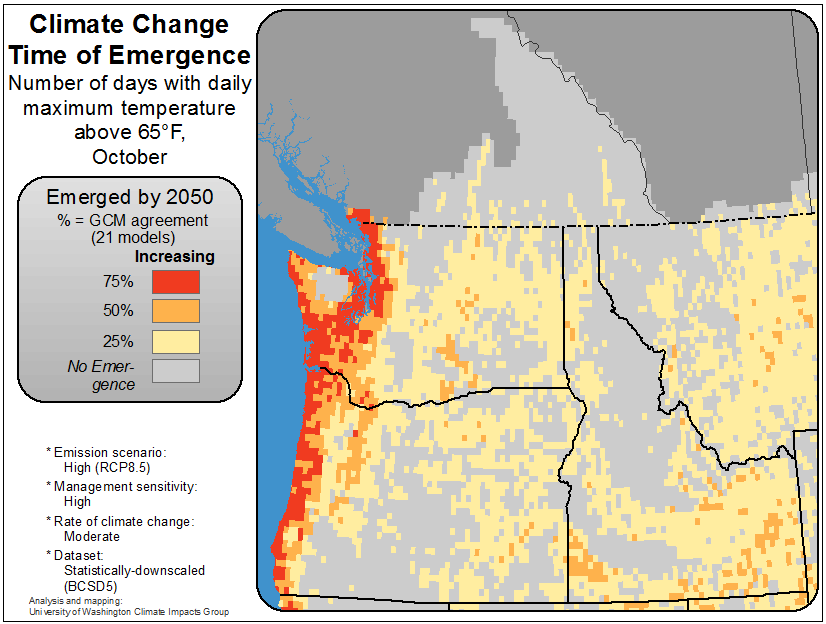 Climate Change
Time of Emergence
Number of days with daily
maximum temperature
above 65°F,
October
Emerged by 2050
% = GCM agreement
(21 models)
Increasing
75%
50%
25%
No Emer-
gence
* Emission scenario:
High (RCP8.5)
* Management sensitivity:
High
* Rate of climate change:
Moderate
* Dataset:
Statistically-downscaled
(BCSD5)
Analysis and mapping:
University of Washington Climate Impacts Group